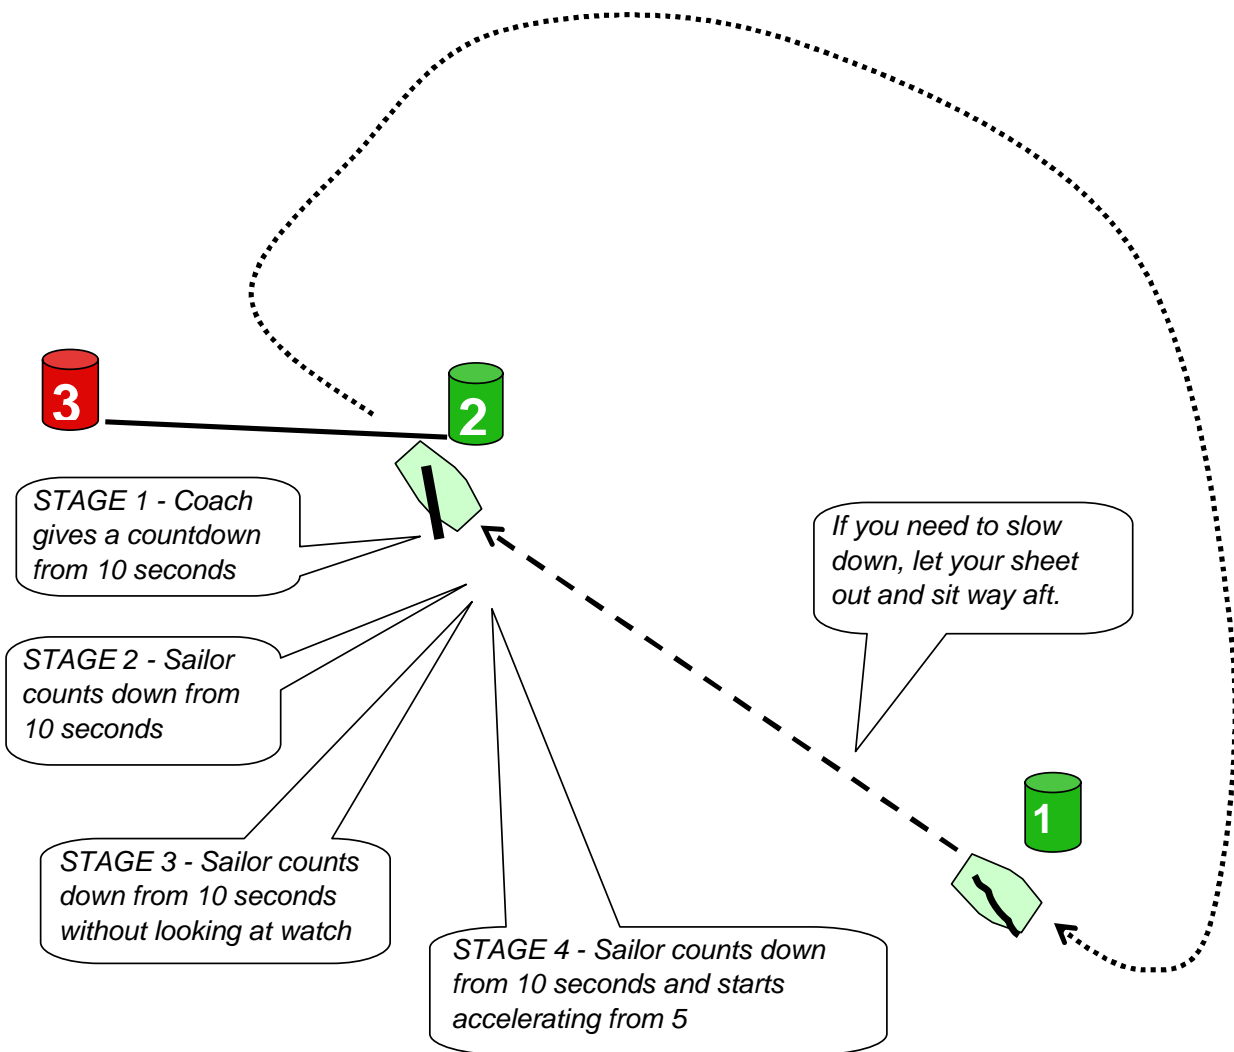 3
2
STAGE 1 - Coach
gives a countdown
from 10 seconds
If you need to slow
down, let your sheet
out and sit way aft.
STAGE 2 - Sailor
counts down from
10 seconds
1
STAGE 3 - Sailor counts
down from 10 seconds
without looking at watch
STAGE 4 - Sailor counts down
from 10 seconds and starts
accelerating from 5